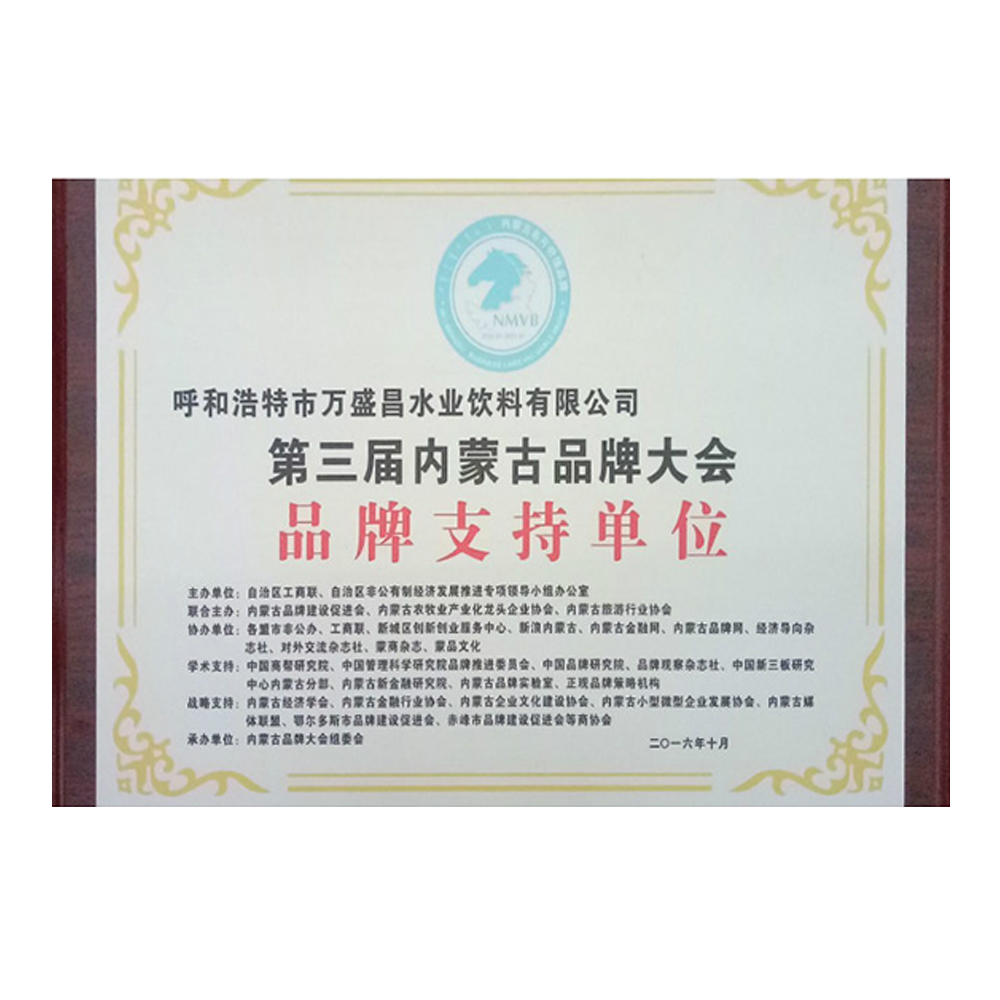 NMVB
呼和浩特市万盛昌水业饮料有限公司
第三届内蒙古品牌大会
品牌支持单位
主办单位：自治区工商联、自治区非公有制经济发展推进专项领导小组办公室
联合主办：内蒙古品牌建设促进会、内蒙古农牧业产业化龙头企业协会、内蒙古旅游行业协会
协办单位：各盟市非公办、工商联、新城区创新创业服务中心、新浪内蒙古、内蒙古金融网、内蒙古品牌网、经济导向杂
志社、对外交流杂志社、蒙商杂志、蒙品文化
学术支持：中国商帮研究院、中国管理科学研究院品牌推进委员会、中国品牌研究院、品牌观察杂志社、中国新三板研究
中心内蒙古分部、内蒙古新金融研究院、内蒙古品牌实验室、正现品牌策略机构
战略支持：内蒙古经济学会、内蒙古金融行业协会、内蒙古企业文化建设协会、内蒙古小型微型企业发展协会、内蒙古媒
体联盟、鄂尔多斯市品牌建设促进会、赤峰市品牌建设促进会等商协会
承办单位：内蒙古品牌大会组委会
二〇一六年十月